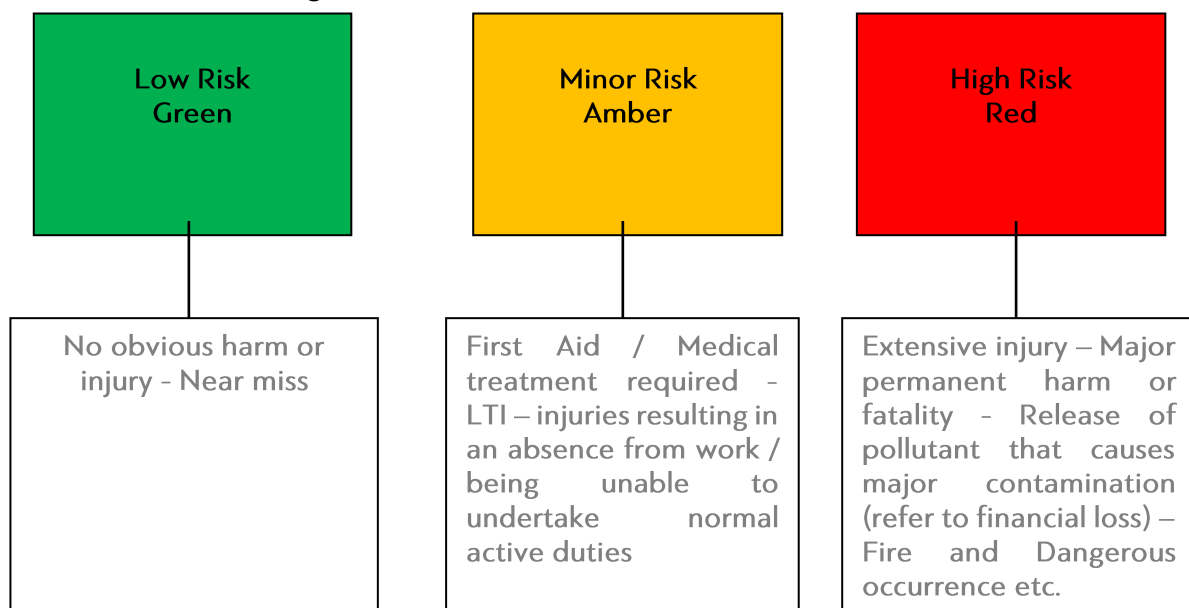 Low Risk
Green
Minor Risk
Amber
High Risk
Red
No obvious harm or
injury - Near miss
First Aid / Medical
treatment required -
LTI – injuries resulting in
an absence from work /
being unable to
undertake normal
active duties
Extensive injury – Major
permanent harm or
fatality - Release of
pollutant that causes
major contamination
(refer to financial loss) –
Fire and Dangerous
occurrence etc.